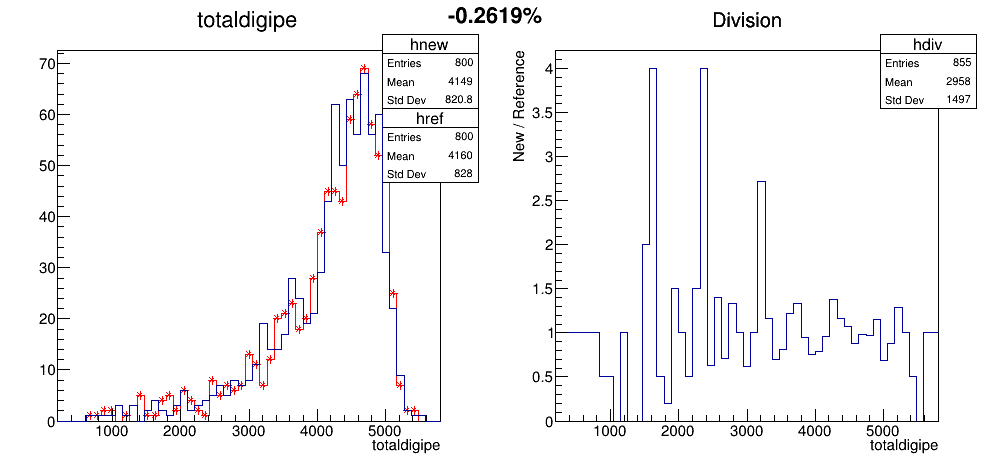 -0.2619%
totaldigipe
hnew
Entries 800
Mean 4149
Std Dev 820.8
href
Entries 800
Mean 4160
Std Dev 828
70
60
50
40
30
20
10
0
1000 2000 3000 4000 5000
totaldigipe
Division
hdiv
Entries 855
Mean 2958
Std Dev 1497
New / Reference
4
3.5
3
2.5
2
1.5
1
0.5
0
1000 2000 3000 4000 5000
totaldigipe